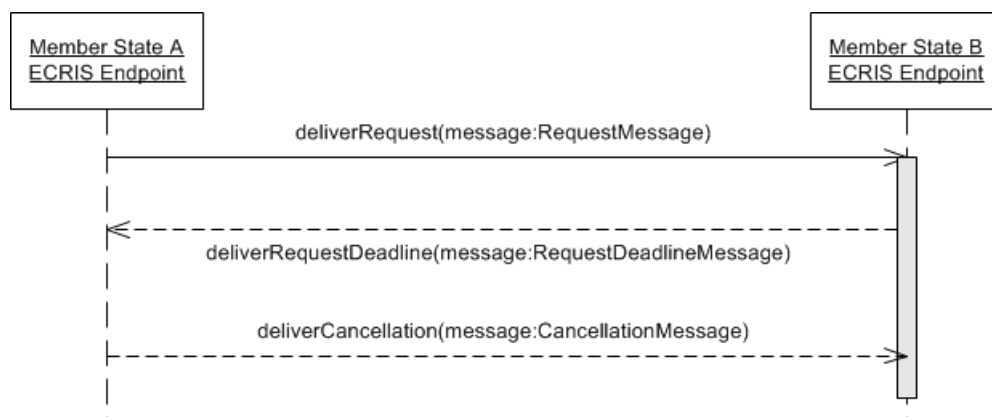 Member State A
ECRIS Endpoint
Member State B
ECRIS Endpoint
deliverRequest(message:RequestMessage)
deliverRequestDeadline(message:RequestDeadlineMessage)
deliverCancellation(message:CancellationMessage)